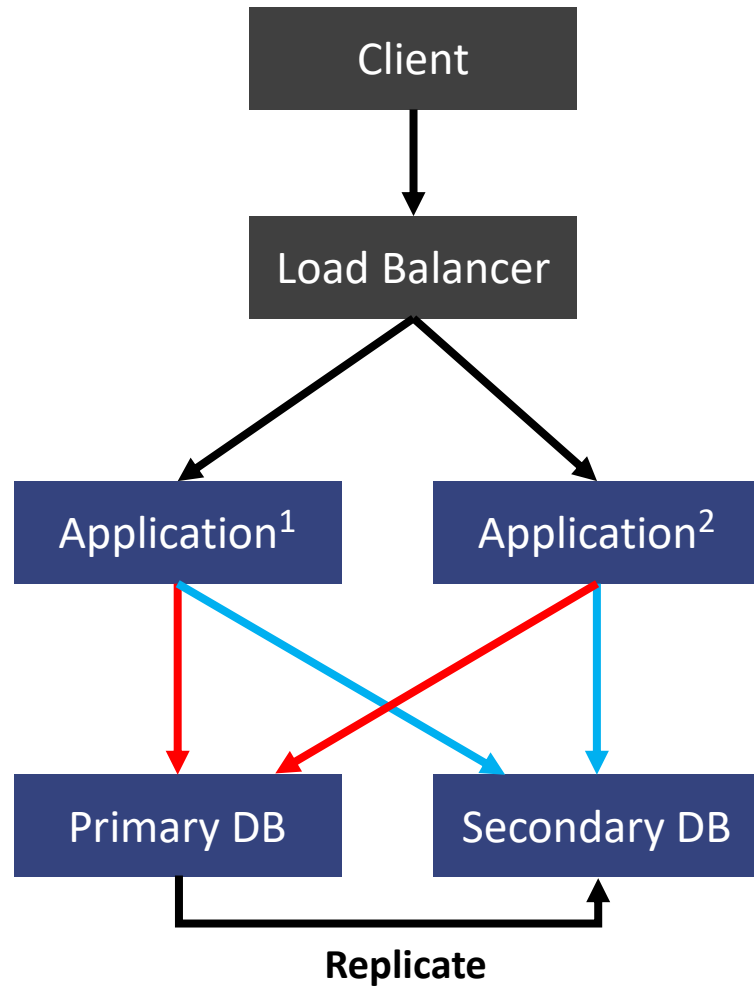 Client
Load Balancer
Application¹
Application²
Primary DB
Secondary DB
Replicate